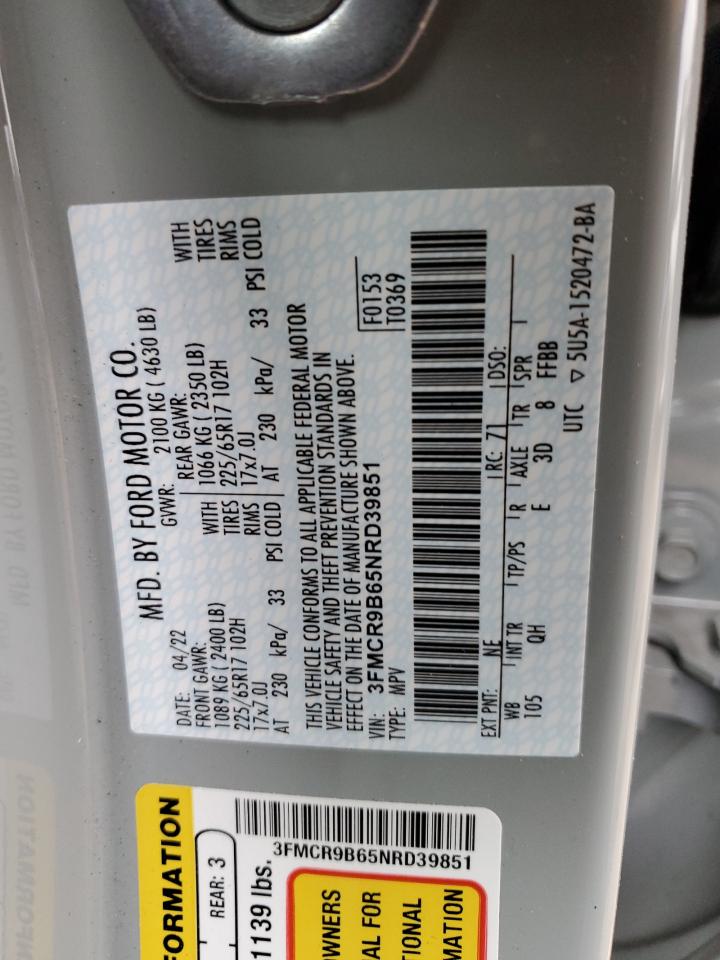 MFD. BY FORD MOTOR CO.
DATE: 04/22 GVWR: 2100 KG ( 4630 LB)
FRONT GAWR: REAR GAWR:
1089 KG ( 2400 LB) WITH 1066 KG ( 2350 LB) WITH
225/65R17 102H TIRES 225/65R17 102H TIRES
17x7.0J RIMS 17x7.0J RIMS
AT 230 kPa/ 33 PSI COLD AT 230 kPa/ 33 PSI COLD
THIS VEHICLE CONFORMS TO ALL APPLICABLE FEDERAL MOTOR
VEHICLE SAFETY AND THEFT PREVENTION STANDARDS IN
EFFECT ON THE DATE OF MANUFACTURE SHOWN ABOVE.
VIN: 3FMCR9B65NRD39851 F0153
TYPE: MPV T0369
EXT PNT: NE RC: 71 DSO:
WB INT TR TP/PS R AXLE TR SPR
105 QH E 3D 8 FFBB
UTC ▽ 5U5A-1520472-BA
FORMATION
REAR: 3
1139 lbs.
3FMCR9B65NRD39851
OWNERS
AL FOR
TIONAL
MATION